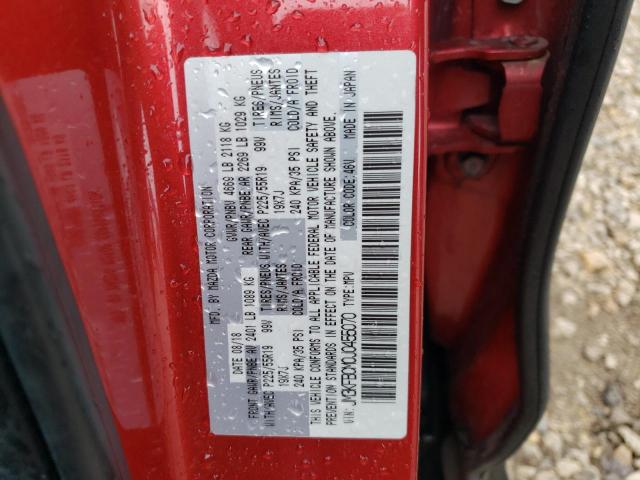 MFD. BY MAZDA MOTOR CORPORATION
DATE 08/18 GVWR/PNBV 4669 LB 2118 KG
FRONT GAWR/PNBE AV 2401 LB 1089 KG REAR GAWR/PNBE AR 2269 LB 1029 KG
WITH/AVEC P225/55R19 99V TIRES/PNEUS WITH/AVEC P225/55R19 99V TIRES/PNEUS
19X7J RIMS/JANTES 19X7J RIMS/JANTES
240 KPA/35 PSI COLD/A FROID 240 KPA/35 PSI COLD/A FROID
THIS VEHICLE CONFORMS TO ALL APPLICABLE FEDERAL MOTOR VEHICLE SAFETY AND THEFT
PREVENTION STANDARDS IN EFFECT ON THE DATE OF MANUFACTURE SHOWN ABOVE.
COLOR CODE:46V MADE IN JAPAN
VIN: TYPE:MPV